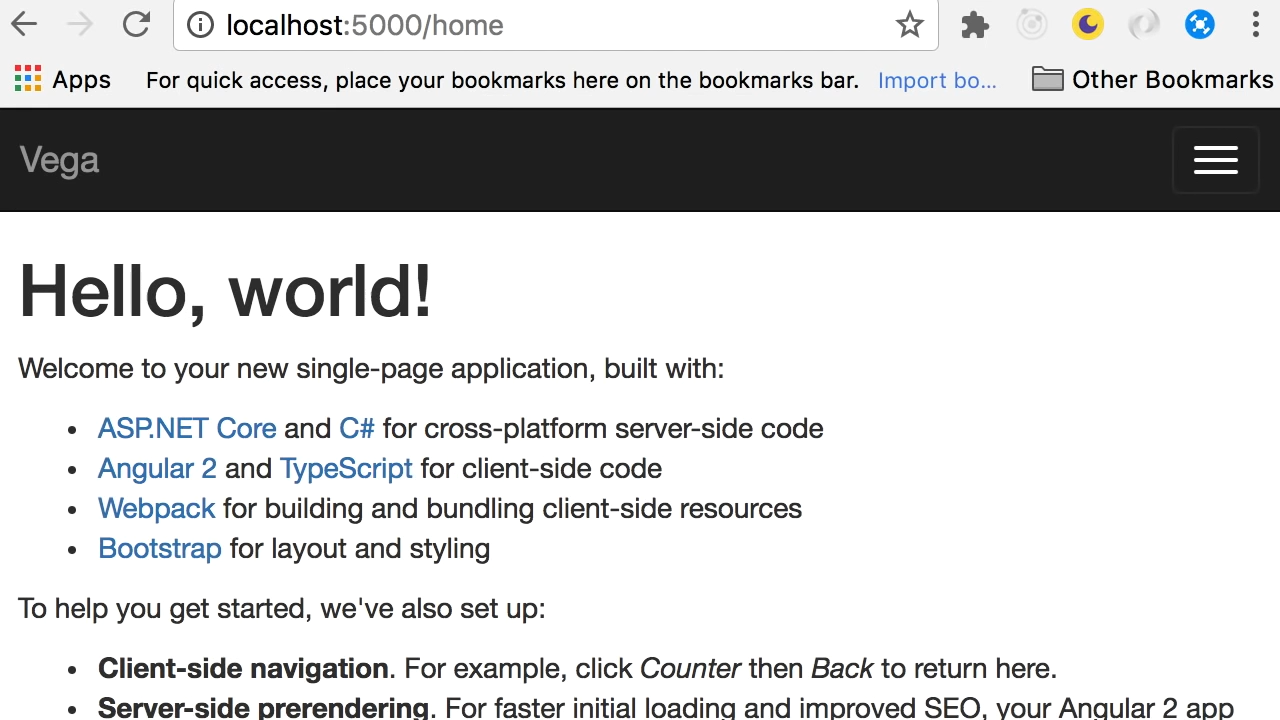 localhost:5000/home
Apps For quick access, place your bookmarks here on the bookmarks bar. Import bo... Other Bookmarks
Vega
Hello, world!
Welcome to your new single-page application, built with:
• ASP.NET Core and C# for cross-platform server-side code
• Angular 2 and TypeScript for client-side code
• Webpack for building and bundling client-side resources
• Bootstrap for layout and styling
To help you get started, we've also set up:
• Client-side navigation. For example, click Counter then Back to return here.
• Server-side prerendering. For faster initial loading and improved SEO, your Angular 2 app